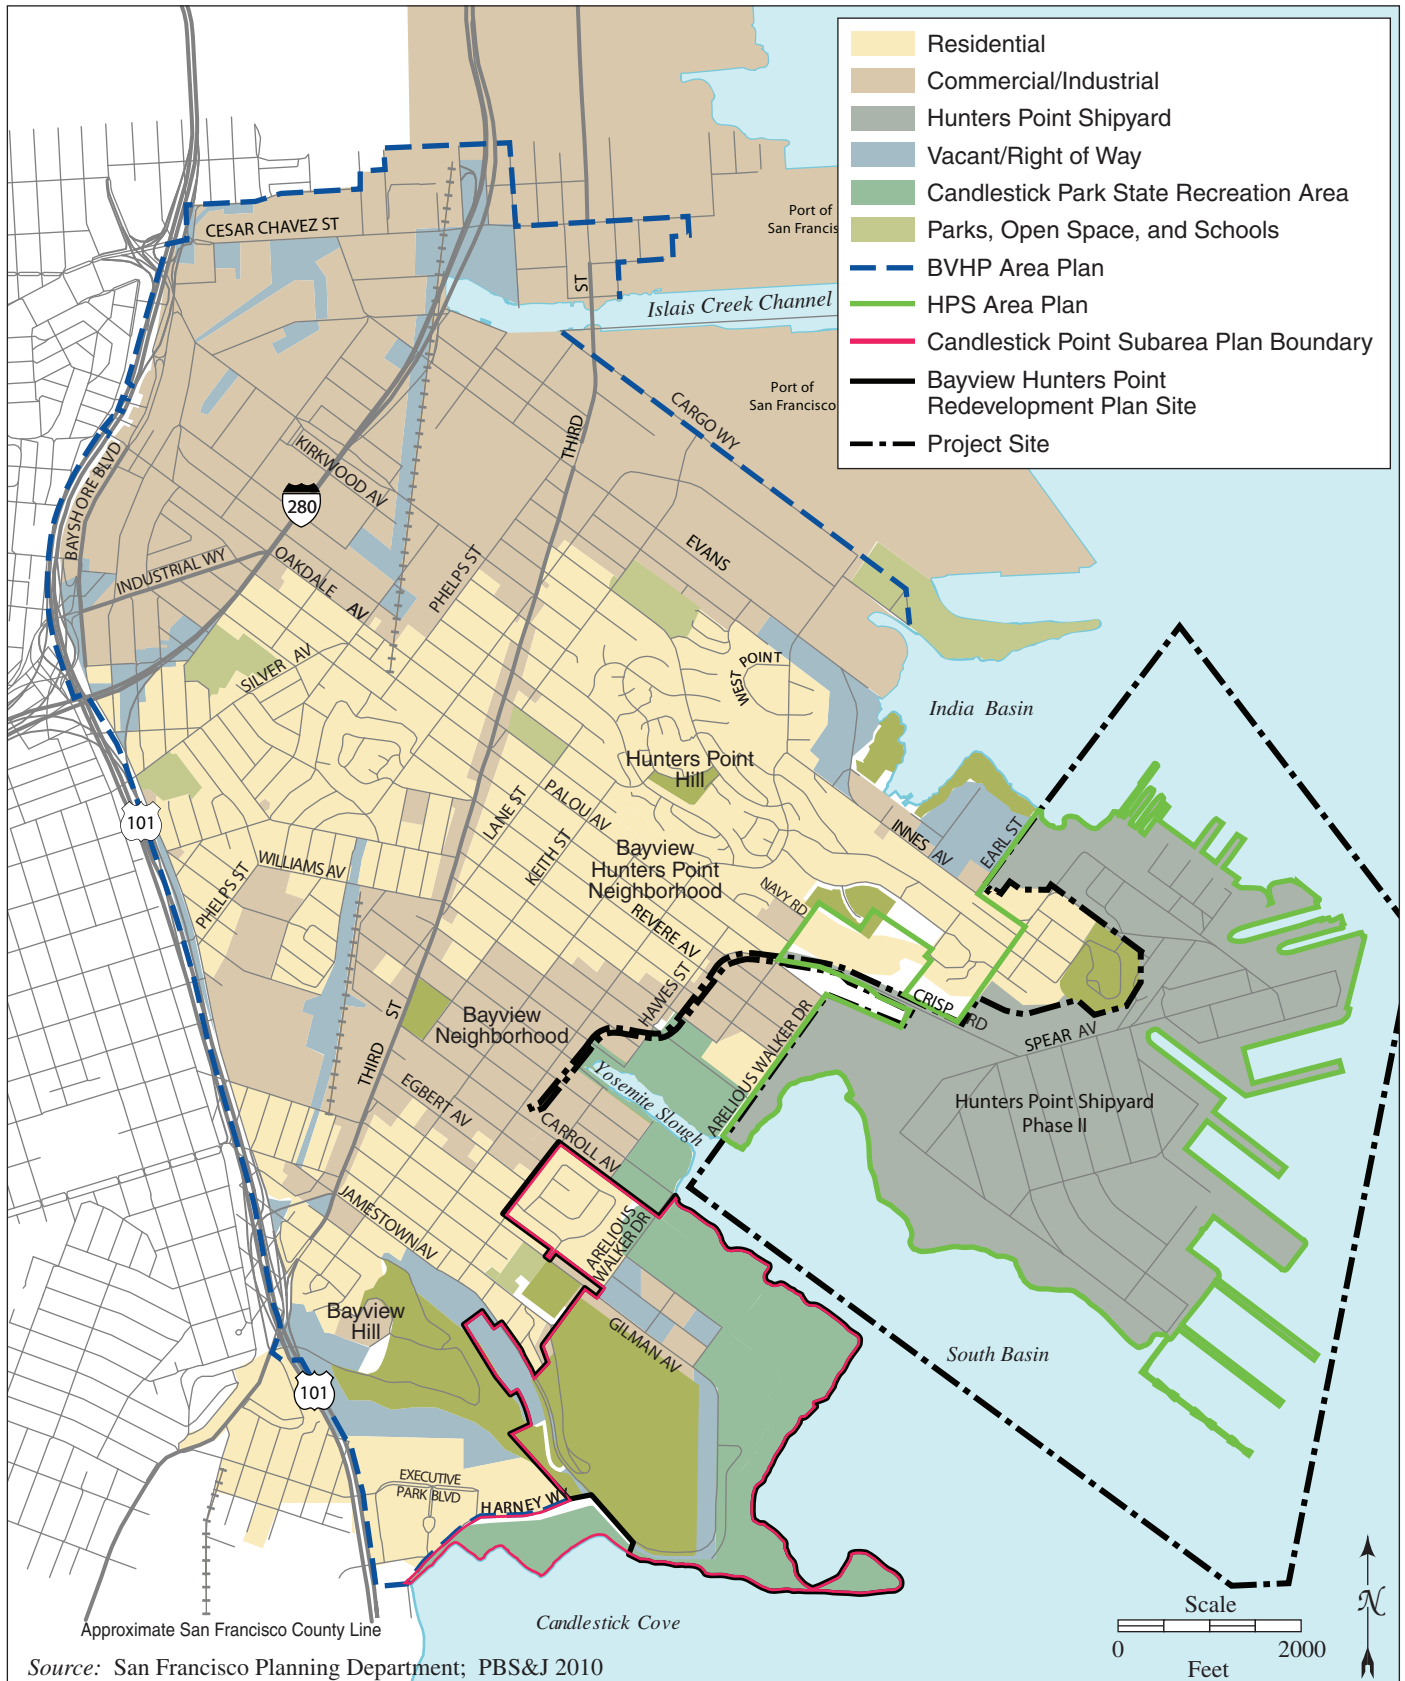 Residential
Commercial/Industrial
Hunters Point Shipyard
Vacant/Right of Way
Candlestick Park State Recreation Area
Parks, Open Space, and Schools
BVHP Area Plan
HPS Area Plan
Candlestick Point Subarea Plan Boundary
Bayview Hunters Point
Redevelopment Plan Site
Project Site
CESAR CHAVEZ ST
Port of
San Francis
ST
Islais Creek Channel
Port of
San Francisco
CARGO WY
THIRD
KIRKWOOD AV
BAYSHORE BLVD
280
INDUSTRIAL WY
OAKDALE AV
PHELPS ST
EVANS
SILVER AV
WEST POINT
India Basin
Hunters Point
Hill
101
LANE ST
PALOU AV
KEITH ST
INNES AV
EARL ST
WILLIAMS AV
PHELPS ST
Bayview
Hunters Point
Neighborhood
NAVY RD
REVERE AV
HAWES ST
CRISP RD
SPEAR AV
ARELIOUS WALKER DR
Bayview
Neighborhood
THIRD ST
EGBERT AV
Yosemite Slough
CARROLL AV
Hunters Point Shipyard
Phase II
JAMESTOWN AV
ARELIOUS
WALKER DR
Bayview
Hill
GILMAN AV
South Basin
101
EXECUTIVE
PARK BLVD
HARNEY WY
Candlestick Cove
Approximate San Francisco County Line
Scale
0 2000
Feet
N
Source: San Francisco Planning Department; PBS&J 2010